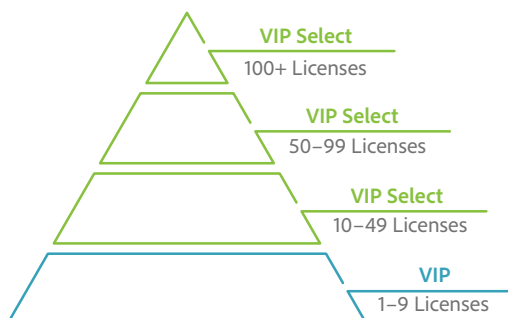 VIP Select
100+ Licenses
VIP Select
50–99 Licenses
VIP Select
10–49 Licenses
VIP
1–9 Licenses